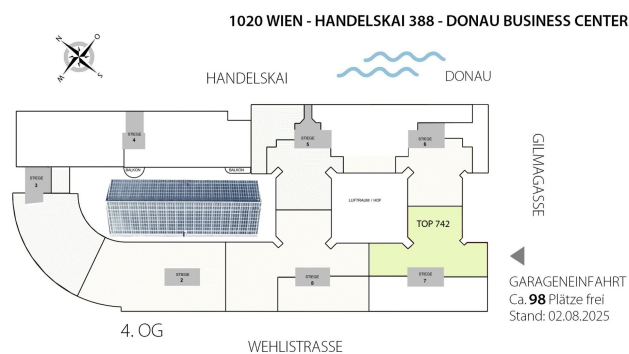 1020 WIEN - HANDELSKAI 388 - DONAU BUSINESS CENTER
N
O
W
S
HANDELSKAI
DONAU
STIEGE
4
STIEGE
5
STIEGE
6
GILMAGASSE
BALKON
BALKON
STIEGE
3
LUFTRAUM / HOF
TOP 742
STIEGE
2
STIEGE
8
STIEGE
7
GARAGENEINFAHRT
Ca. 98 Plätze frei
Stand: 02.08.2025
4. OG
WEHLISTRASSE